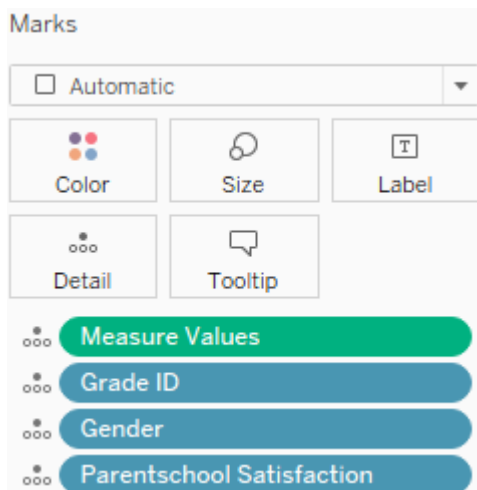 Marks
Automatic
Color Size Label
T
Detail Tooltip
Measure Values
Grade ID
Gender
Parentschool Satisfaction